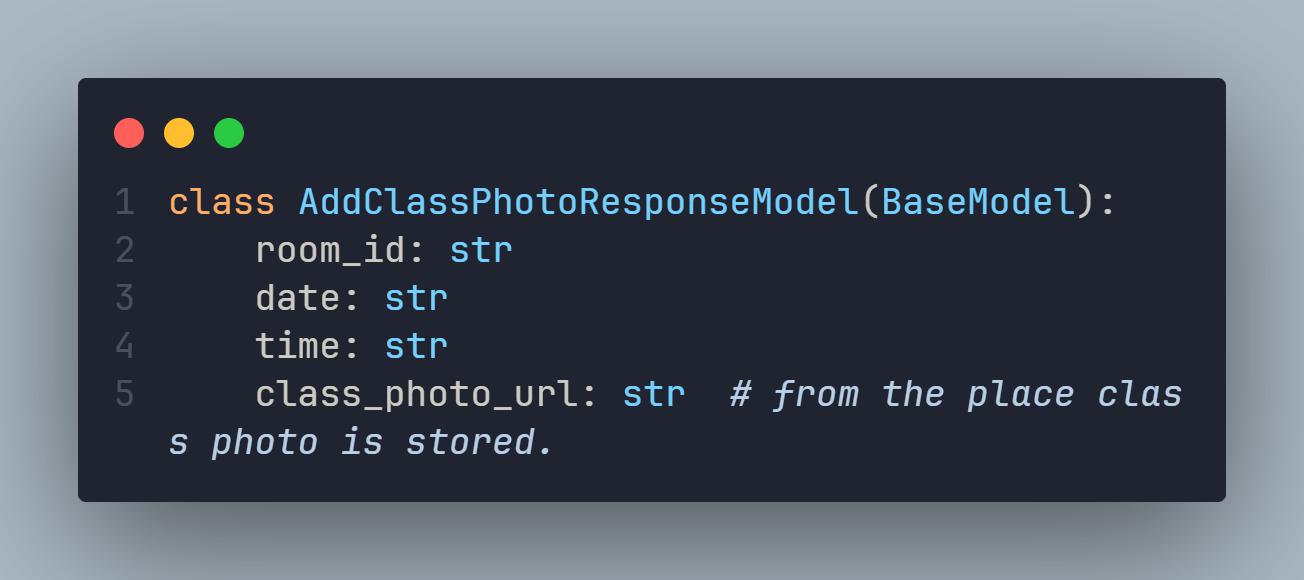 1 class AddClassPhotoResponseModel(BaseModel):
2     room_id: str
3     date: str
4     time: str
5     class_photo_url: str  # from the place clas
s photo is stored.